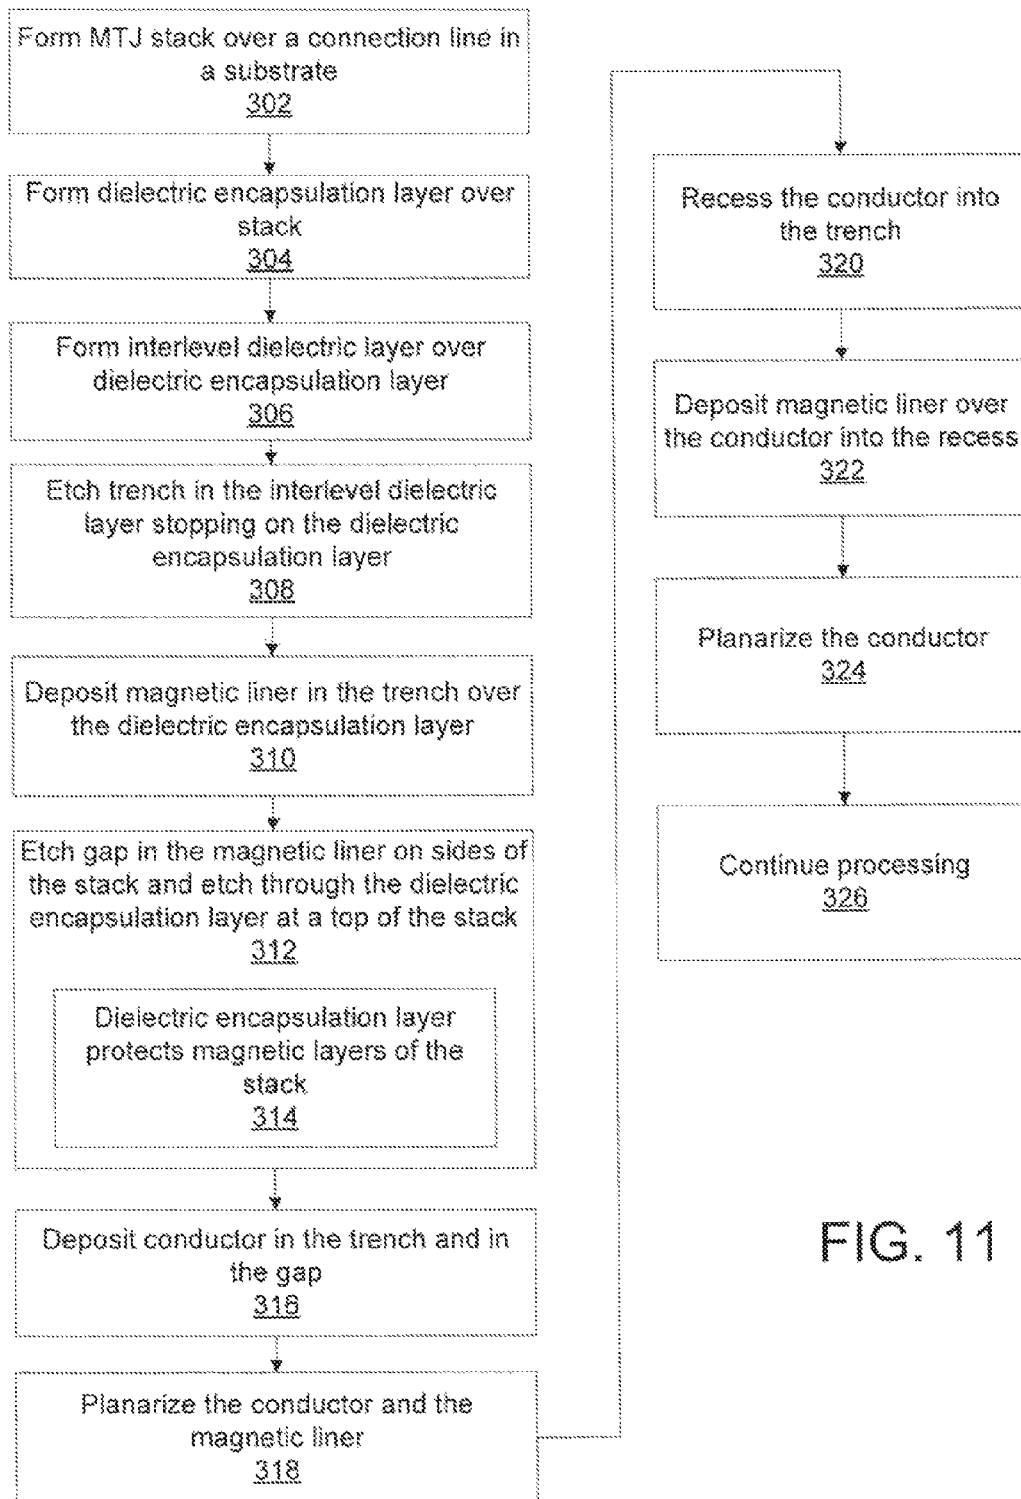 Form MTJ stack over a connection line in
a substrate
302
Form dielectric encapsulation layer over
stack
304
Form interlevel dielectric layer over
dielectric encapsulation layer
306
Etch trench in the interlevel dielectric
layer stopping on the dielectric
encapsulation layer
308
Deposit magnetic liner in the trench over
the dielectric encapsulation layer
310
Etch gap in the magnetic liner on sides of
the stack and etch through the dielectric
encapsulation layer at a top of the stack
312
Dielectric encapsulation layer
protects magnetic layers of the
stack
314
Deposit conductor in the trench and in
the gap
316
Planarize the conductor and the
magnetic liner
318
Recess the conductor into
the trench
320
Deposit magnetic liner over
the conductor into the recess
322
Planarize the conductor
324
Continue processing
326
FIG. 11